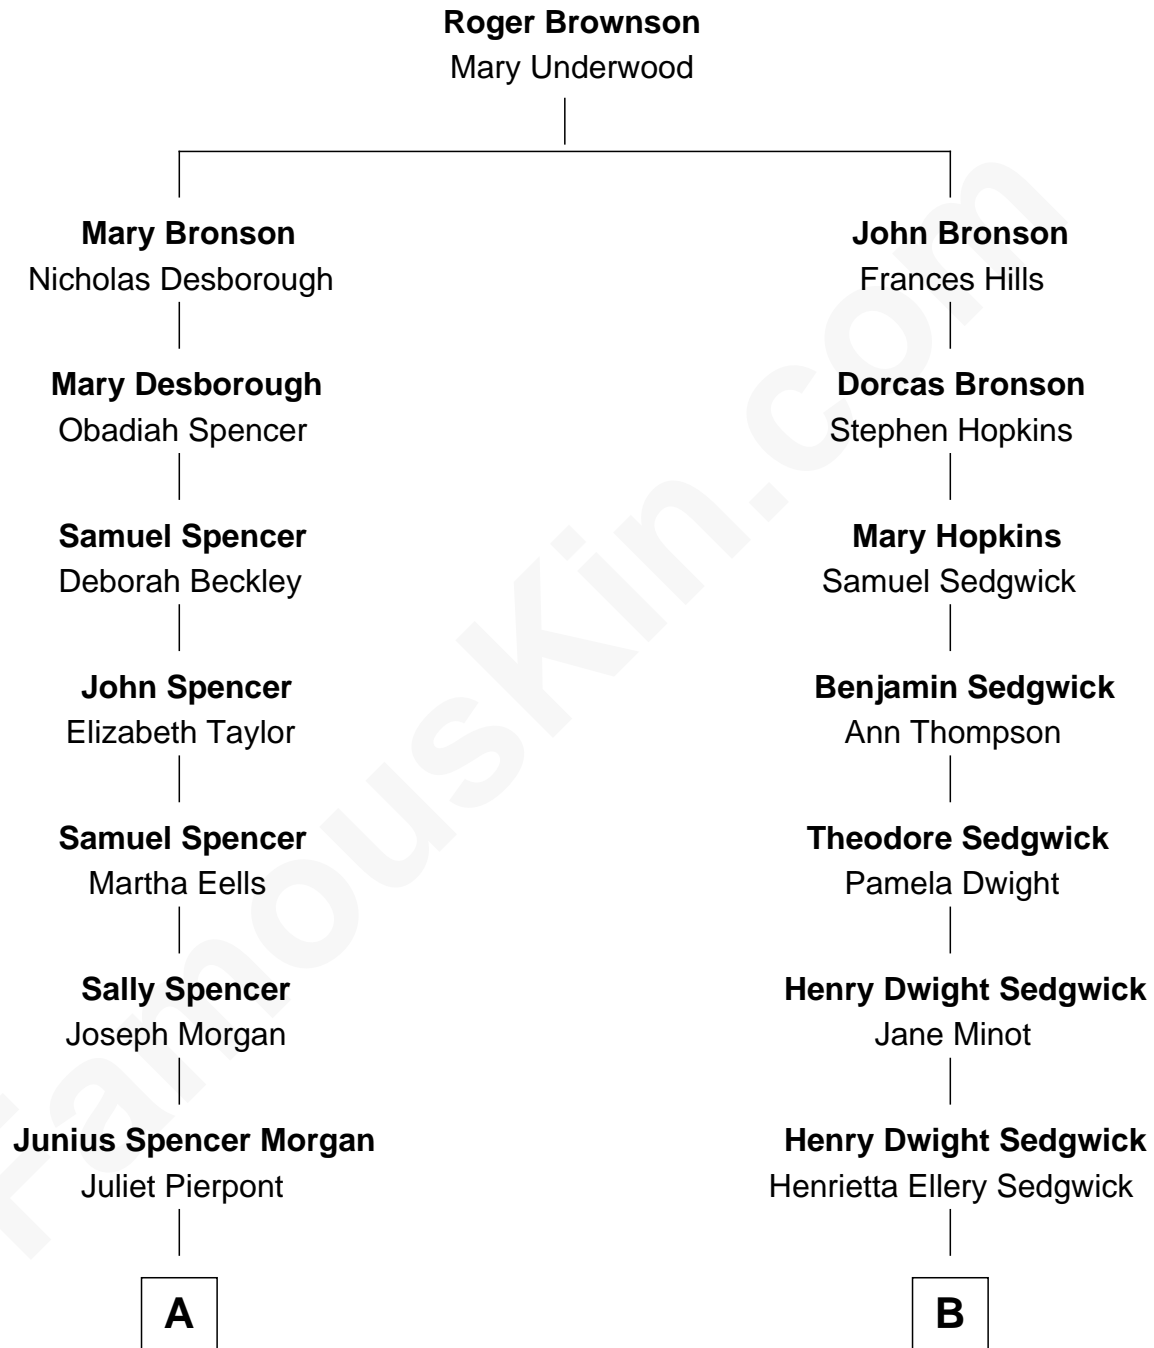 Roger Brownson
Mary Underwood
Mary Bronson
Nicholas Desborough
John Bronson
Frances Hills
Mary Desborough
Obadiah Spencer
Dorcas Bronson
Stephen Hopkins
Samuel Spencer
Deborah Beckley
Mary Hopkins
Samuel Sedgwick
John Spencer
Elizabeth Taylor
Benjamin Sedgwick
Ann Thompson
Samuel Spencer
Martha Eells
Theodore Sedgwick
Pamela Dwight
Sally Spencer
Joseph Morgan
Henry Dwight Sedgwick
Jane Minot
Junius Spencer Morgan
Juliet Pierpont
Henry Dwight Sedgwick
Henrietta Ellery Sedgwick
A
B
FamousKin.com